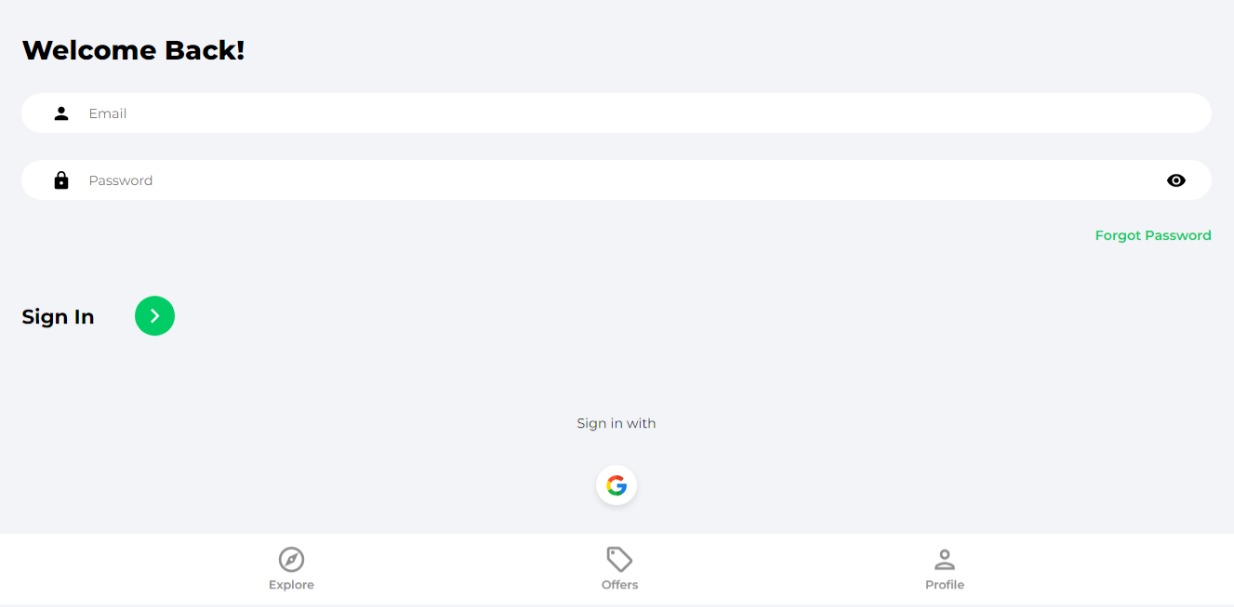 Welcome Back!
Email
Password
Forgot Password
Sign In
Sign in with
Explore
Offers
Profile